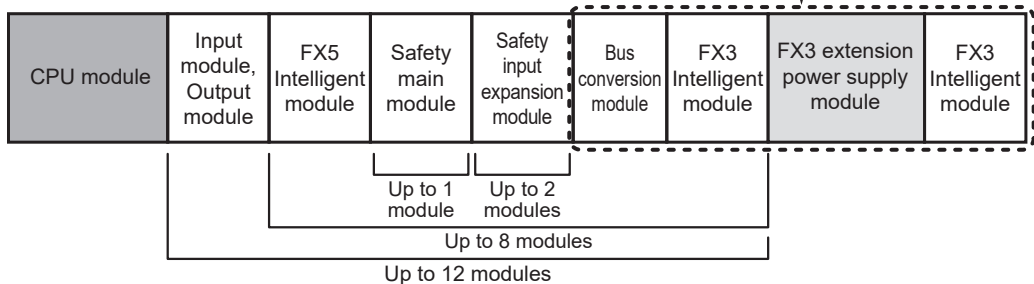 CPU module
Input
module,
Output
module
FX5
Intelligent
module
Safety
main
module
Safety
input
expansion
module
Bus
conversion
module
FX3
Intelligent
module
FX3 extension
power supply
module
FX3
Intelligent
module
Up to 1
module
Up to 2
modules
Up to 8 modules
Up to 12 modules